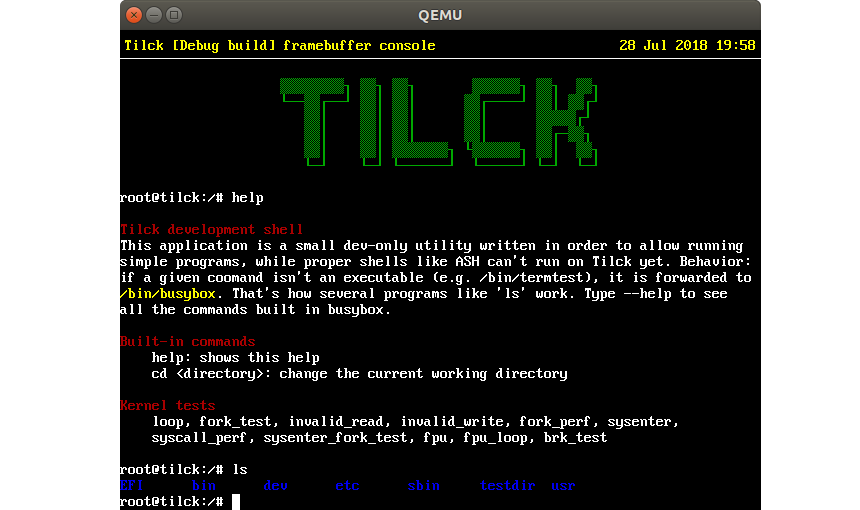 QEMU
Tilck [Debug build] framebuffer console 28 Jul 2018 19:58
TILCK
root@tilck:/# help
Tilck development shell
This application is a small dev-only utility written in order to allow running
simple programs, while proper shells like ASH can't run on Tilck yet. Behavior:
if a given coomand isn't an executable (e.g. /bin/termtest), it is forwarded to
/bin/busybox. That's how several programs like 'ls' work. Type --help to see
all the commands built in busybox.
Built-in commands
help: shows this help
cd <directory>: change the current working directory
Kernel tests
loop, fork_test, invalid_read, invalid_write, fork_perf, sysenter,
syscall_perf, sysenter_fork_test, fpu, fpu_loop, brk_test
root@tilck:/# ls
EFI bin dev etc sbin testdir usr
root@tilck:/#